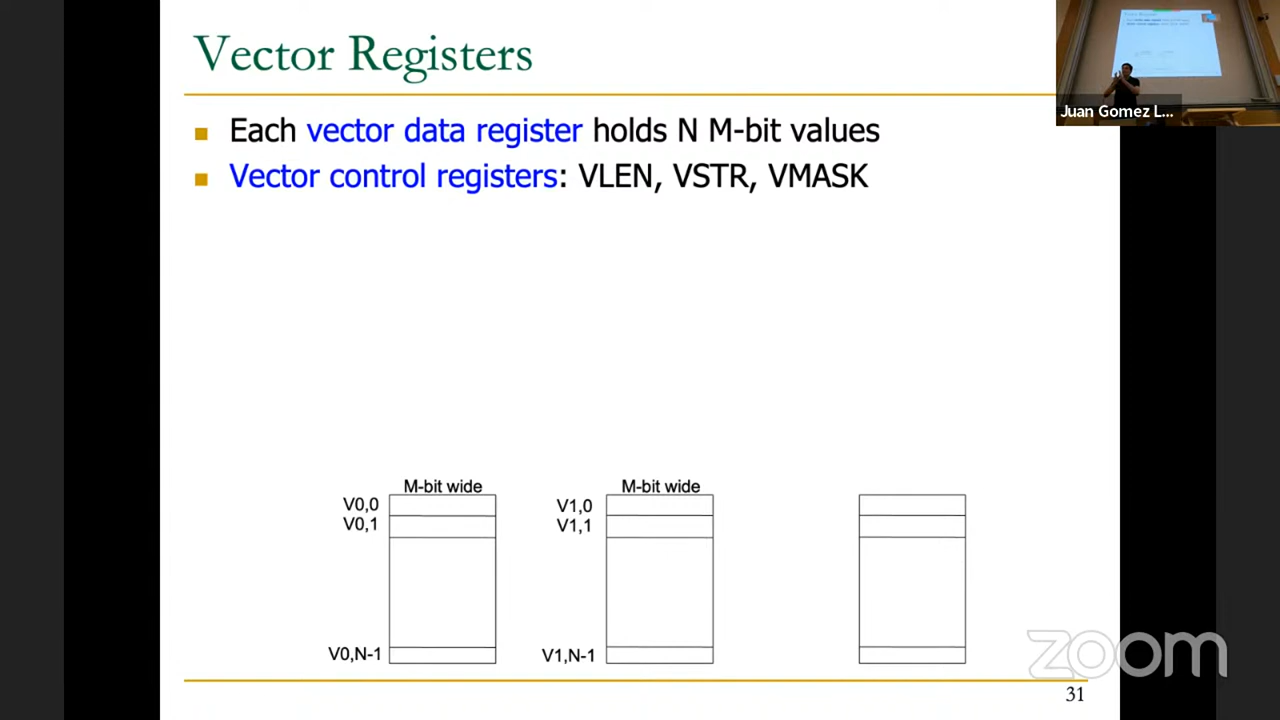 Vector Registers
Juan Gomez L...
Each vector data register holds N M-bit values
Vector control registers: VLEN, VSTR, VMASK
M-bit wide
M-bit wide
V0,0
V1,0
V0,1
V1,1
V0,N-1
V1,N-1
zoom
31